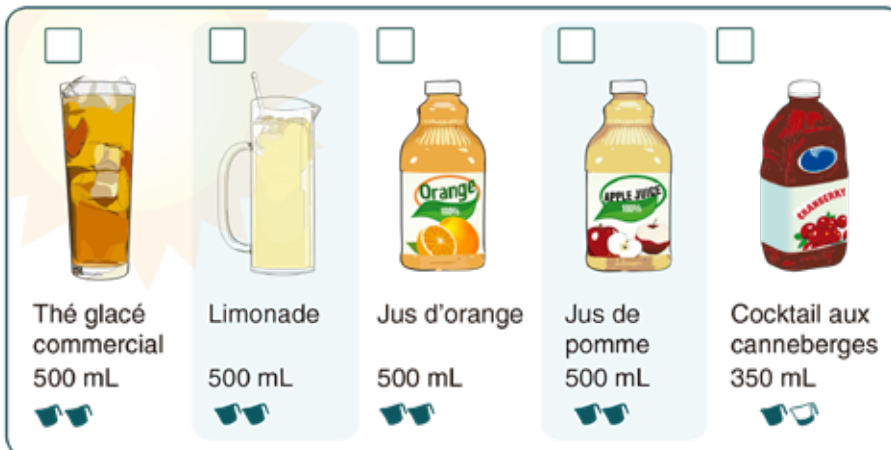 Orange
100%
APPLE JUICE
100%
CRANBERRY
Thé glacé
commercial
500 mL
Limonade
500 mL
Jus d’orange
500 mL
Jus de
pomme
500 mL
Cocktail aux
canneberges
350 mL